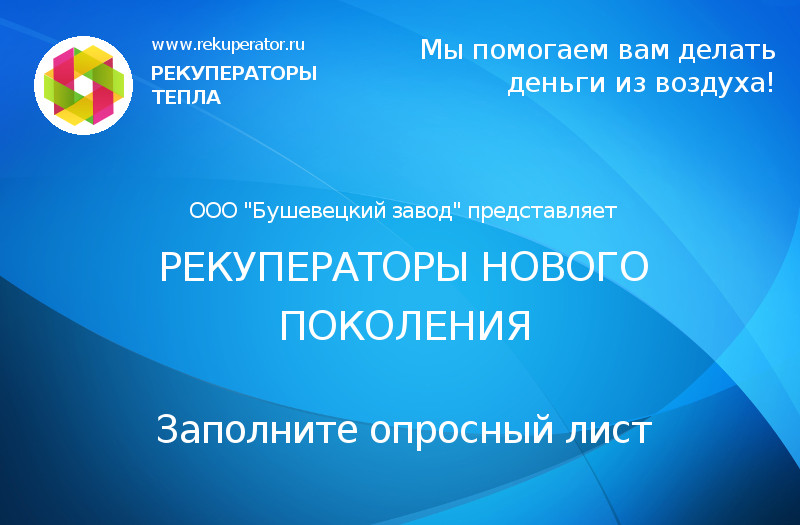 www.rekuperator.ru
РЕКУПЕРАТОРЫ
ТЕПЛА
Мы помогаем вам делать
деньги из воздуха!
ООО "Бушевецкий завод" представляет
РЕКУПЕРАТОРЫ НОВОГО
ПОКОЛЕНИЯ
Заполните опросный лист